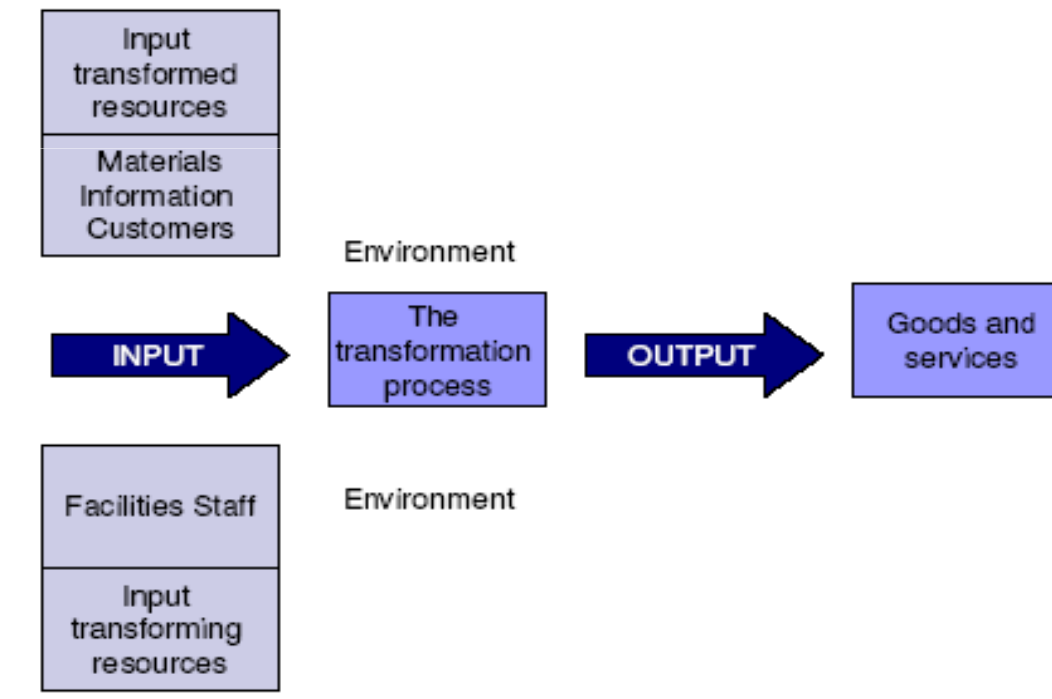 Input
transformed
resources
Materials
Information
Customers
Environment
INPUT
The
transformation
process
OUTPUT
Goods and
services
Facilities Staff
Environment
Input
transforming
resources